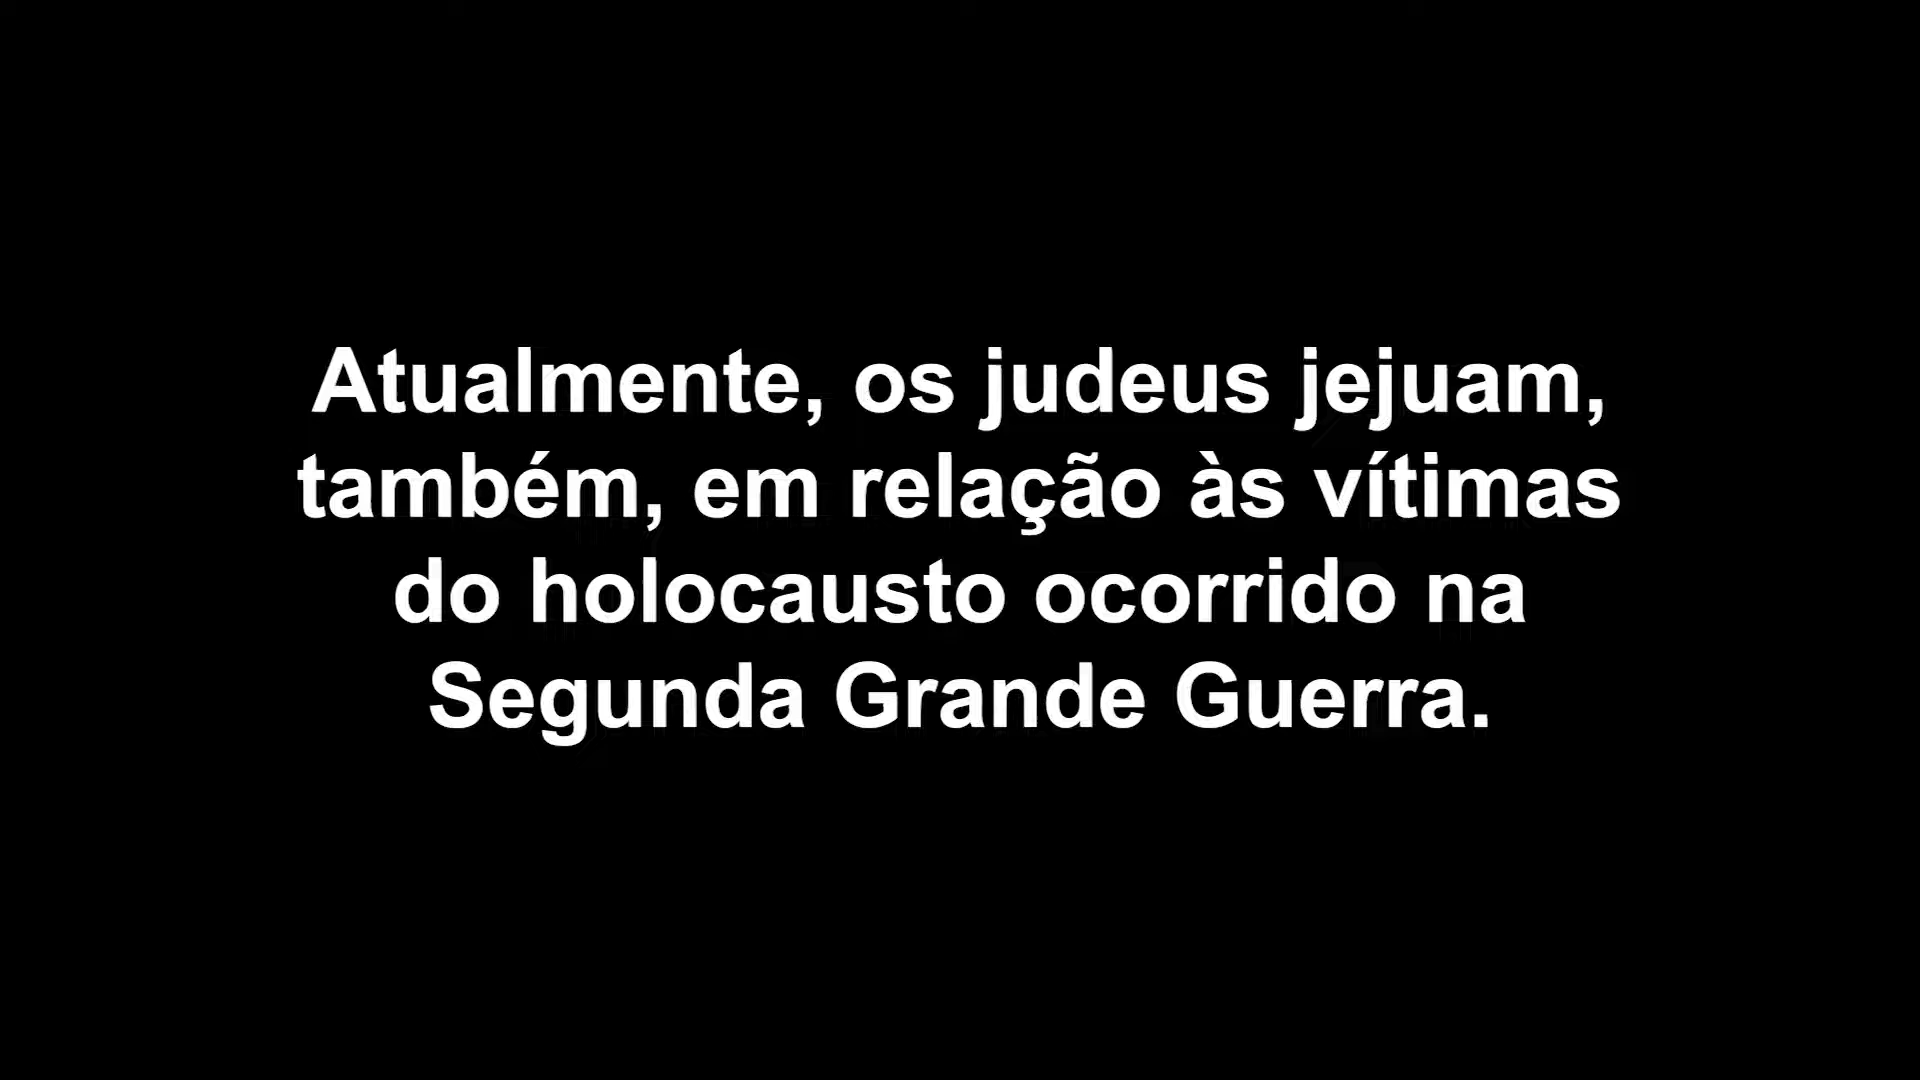 Atualmente, os judeus jejuam,
também, em relação às vítimas
do holocausto ocorrido na
Segunda Grande Guerra.